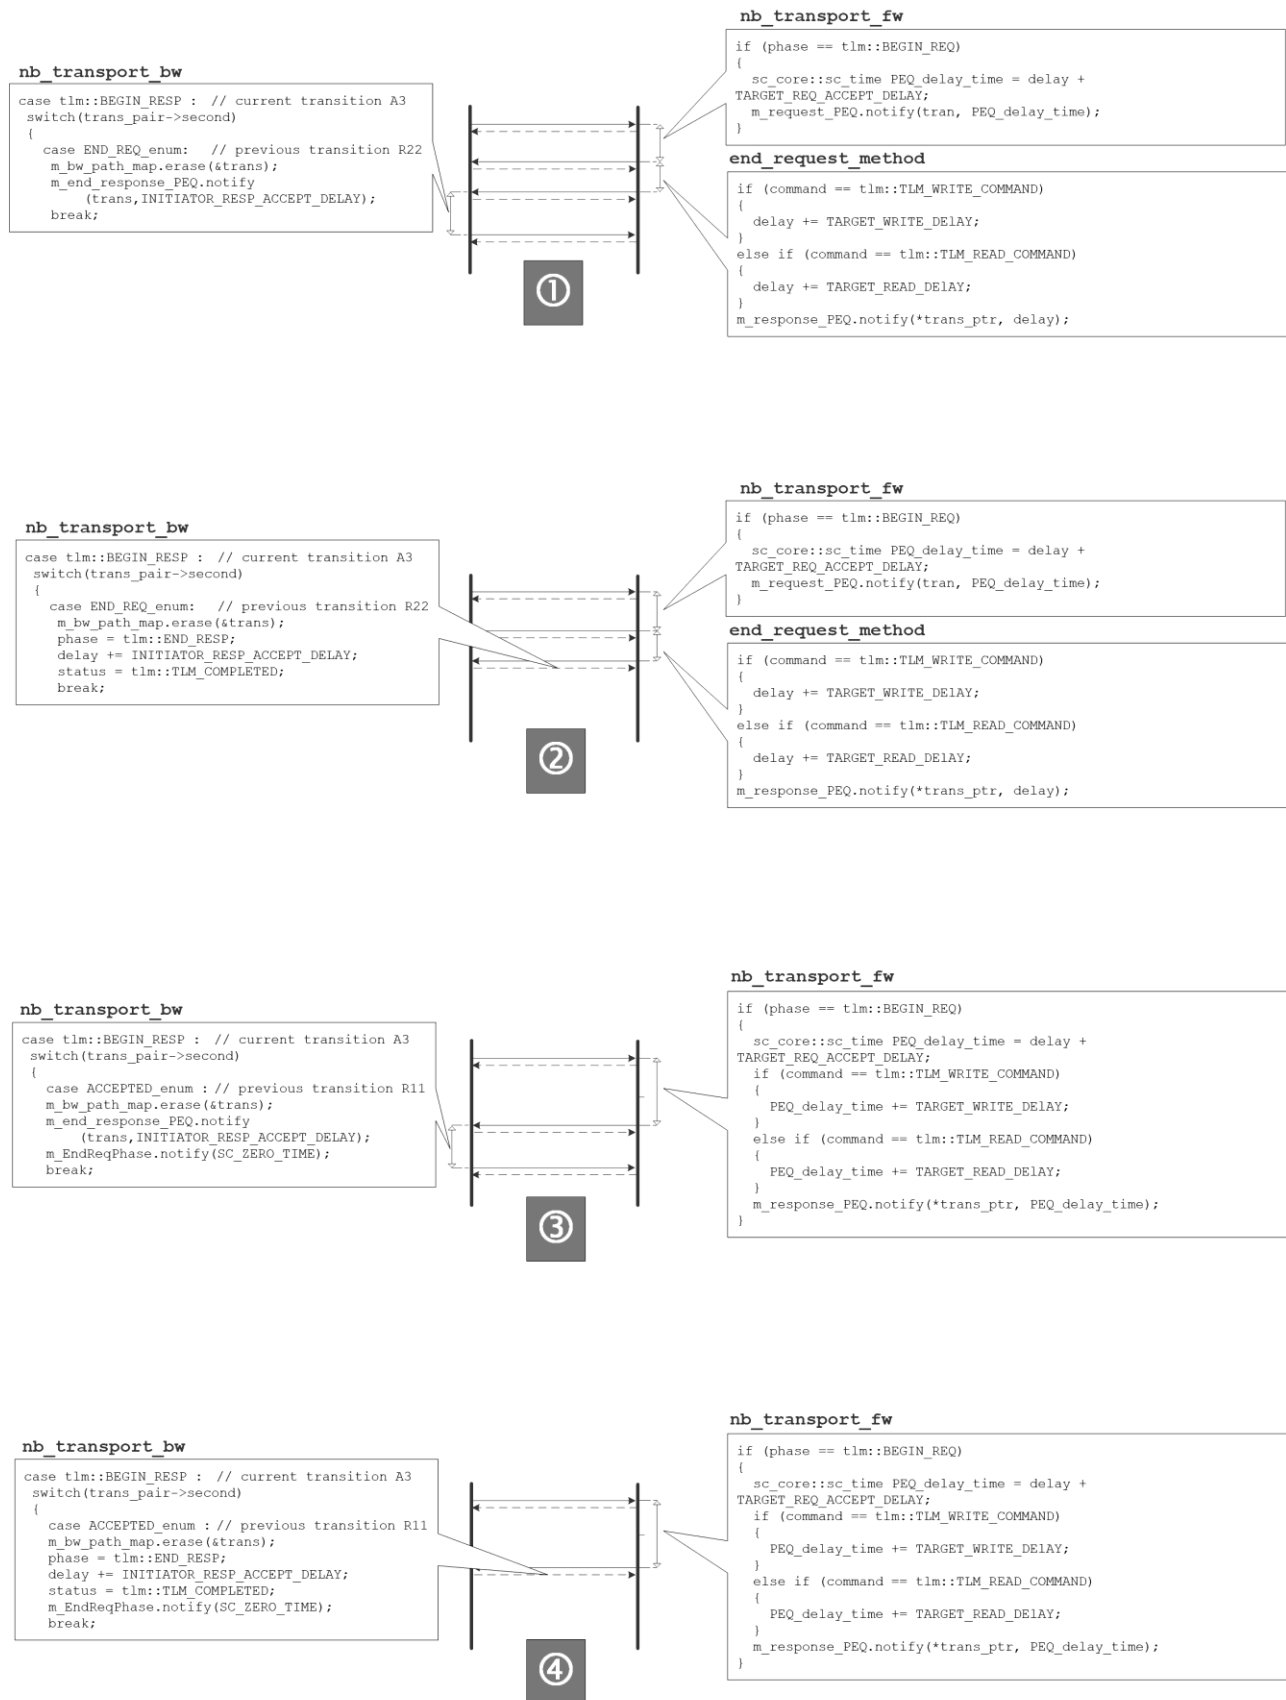 nb_transport_fw
if (phase == tlm::BEGIN_REQ)
{
sc_core::sc_time PEQ_delay_time = delay +
TARGET_REQ_ACCEPT_DELAY;
m_request_PEQ.notify(tran, PEQ_delay_time);
}
nb_transport_bw
case tlm::BEGIN_RESP : // current transition A3
switch(trans_pair->second)
{
case END_REQ_enum: // previous transition R22
m_bw_path_map.erase(&trans);
m_end_response_PEQ.notify
(trans,INITIATOR_RESP_ACCEPT_DELAY);
break;
end_request_method
if (command == tlm::TLM_WRITE_COMMAND)
{
delay += TARGET_WRITE_DElAY;
}
else if (command == tlm::TLM_READ_COMMAND)
{
delay += TARGET_READ_DElAY;
}
m_response_PEQ.notify(*trans_ptr, delay);
①
nb_transport_fw
if (phase == tlm::BEGIN_REQ)
{
sc_core::sc_time PEQ_delay_time = delay +
TARGET_REQ_ACCEPT_DELAY;
m_request_PEQ.notify(tran, PEQ_delay_time);
}
nb_transport_bw
case tlm::BEGIN_RESP : // current transition A3
switch(trans_pair->second)
{
case END_REQ_enum: // previous transition R22
m_bw_path_map.erase(&trans);
phase = tlm::END_RESP;
delay += INITIATOR_RESP_ACCEPT_DELAY;
status = tlm::TLM_COMPLETED;
break;
end_request_method
if (command == tlm::TLM_WRITE_COMMAND)
{
delay += TARGET_WRITE_DElAY;
}
else if (command == tlm::TLM_READ_COMMAND)
{
delay += TARGET_READ_DElAY;
}
m_response_PEQ.notify(*trans_ptr, delay);
②
nb_transport_fw
if (phase == tlm::BEGIN_REQ)
{
sc_core::sc_time PEQ_delay_time = delay +
TARGET_REQ_ACCEPT_DELAY;
if (command == tlm::TLM_WRITE_COMMAND)
{
PEQ_delay_time += TARGET_WRITE_DElAY;
}
else if (command == tlm::TLM_READ_COMMAND)
{
PEQ_delay_time += TARGET_READ_DElAY;
}
m_response_PEQ.notify(*trans_ptr, PEQ_delay_time);
}
nb_transport_bw
case tlm::BEGIN_RESP : // current transition A3
switch(trans_pair->second)
{
case ACCEPTED_enum : // previous transition R11
m_bw_path_map.erase(&trans);
m_end_response_PEQ.notify
(trans,INITIATOR_RESP_ACCEPT_DELAY);
m_EndReqPhase.notify(SC_ZERO_TIME);
break;
③
nb_transport_fw
if (phase == tlm::BEGIN_REQ)
{
sc_core::sc_time PEQ_delay_time = delay +
TARGET_REQ_ACCEPT_DELAY;
if (command == tlm::TLM_WRITE_COMMAND)
{
PEQ_delay_time += TARGET_WRITE_DElAY;
}
else if (command == tlm::TLM_READ_COMMAND)
{
PEQ_delay_time += TARGET_READ_DElAY;
}
m_response_PEQ.notify(*trans_ptr, PEQ_delay_time);
}
nb_transport_bw
case tlm::BEGIN_RESP : // current transition A3
switch(trans_pair->second)
{
case ACCEPTED_enum : // previous transition R11
m_bw_path_map.erase(&trans);
phase = tlm::END_RESP;
delay += INITIATOR_RESP_ACCEPT_DELAY;
status = tlm::TLM_COMPLETED;
m_EndReqPhase.notify(SC_ZERO_TIME);
break;
④